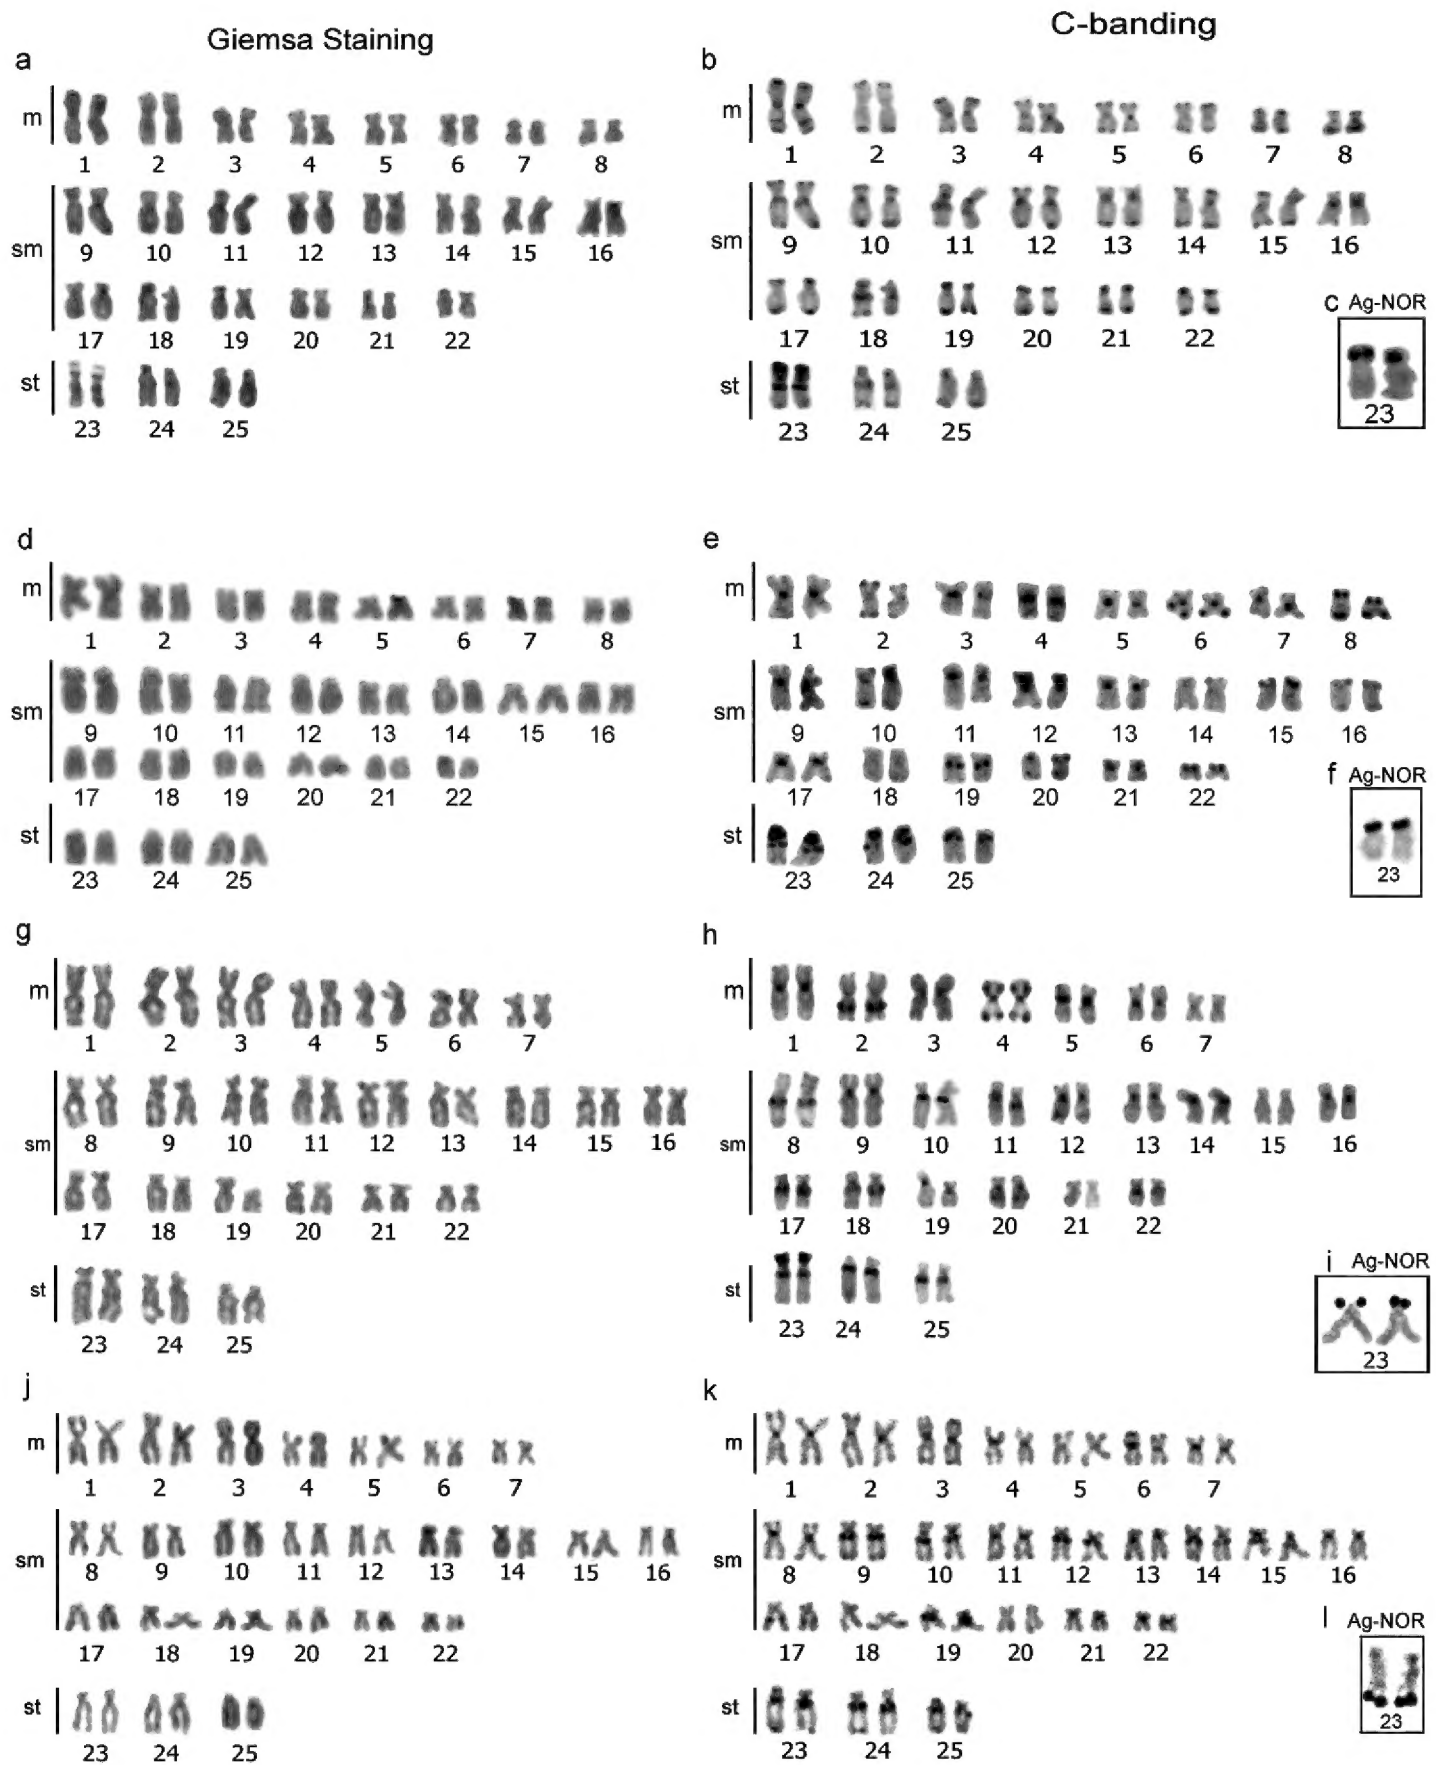 Giemsa Staining
C-banding
a
m
1 2 3 4 5 6 7 8
sm
9 10 11 12 13 14 15 16
17 18 19 20 21 22
st
23 24 25
b
m
1 2 3 4 5 6 7 8
sm
9 10 11 12 13 14 15 16
17 18 19 20 21 22
st
23 24 25
c Ag-NOR
23
d
m
1 2 3 4 5 6 7 8
sm
9 10 11 12 13 14 15 16
17 18 19 20 21 22
st
23 24 25
e
m
1 2 3 4 5 6 7 8
sm
9 10 11 12 13 14 15 16
17 18 19 20 21 22
st
23 24 25
f Ag-NOR
23
g
m
1 2 3 4 5 6 7
sm
8 9 10 11 12 13 14 15 16
17 18 19 20 21 22
st
23 24 25
h
m
1 2 3 4 5 6 7
sm
8 9 10 11 12 13 14 15 16
17 18 19 20 21 22
st
23 24 25
i Ag-NOR
23
j
m
1 2 3 4 5 6 7
sm
8 9 10 11 12 13 14 15 16
17 18 19 20 21 22
st
23 24 25
k
m
1 2 3 4 5 6 7
sm
8 9 10 11 12 13 14 15 16
17 18 19 20 21 22
st
23 24 25
l Ag-NOR
23